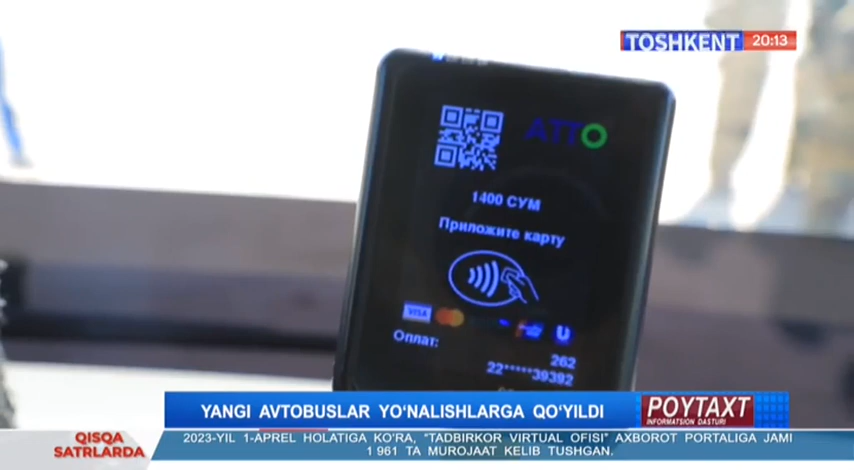 TOSHKENT 20:13
ATTO
1400 СУМ
Приложите карту
VISA
Оплат:
262
22*****39392
YANGI AVTOBUSLAR YO‘NALISHLARGA QO‘YILDI
POYTAXT
INFORMATSION DASTURI
QISQA
SATRLARDA
2023-YIL 1-APREL HOLATIGA KO‘RA, “TADBIRKOR VIRTUAL OFISI” AXBOROT PORTALIGA JAMI
1 961 TA MUROJAAT KELIB TUSHGAN.